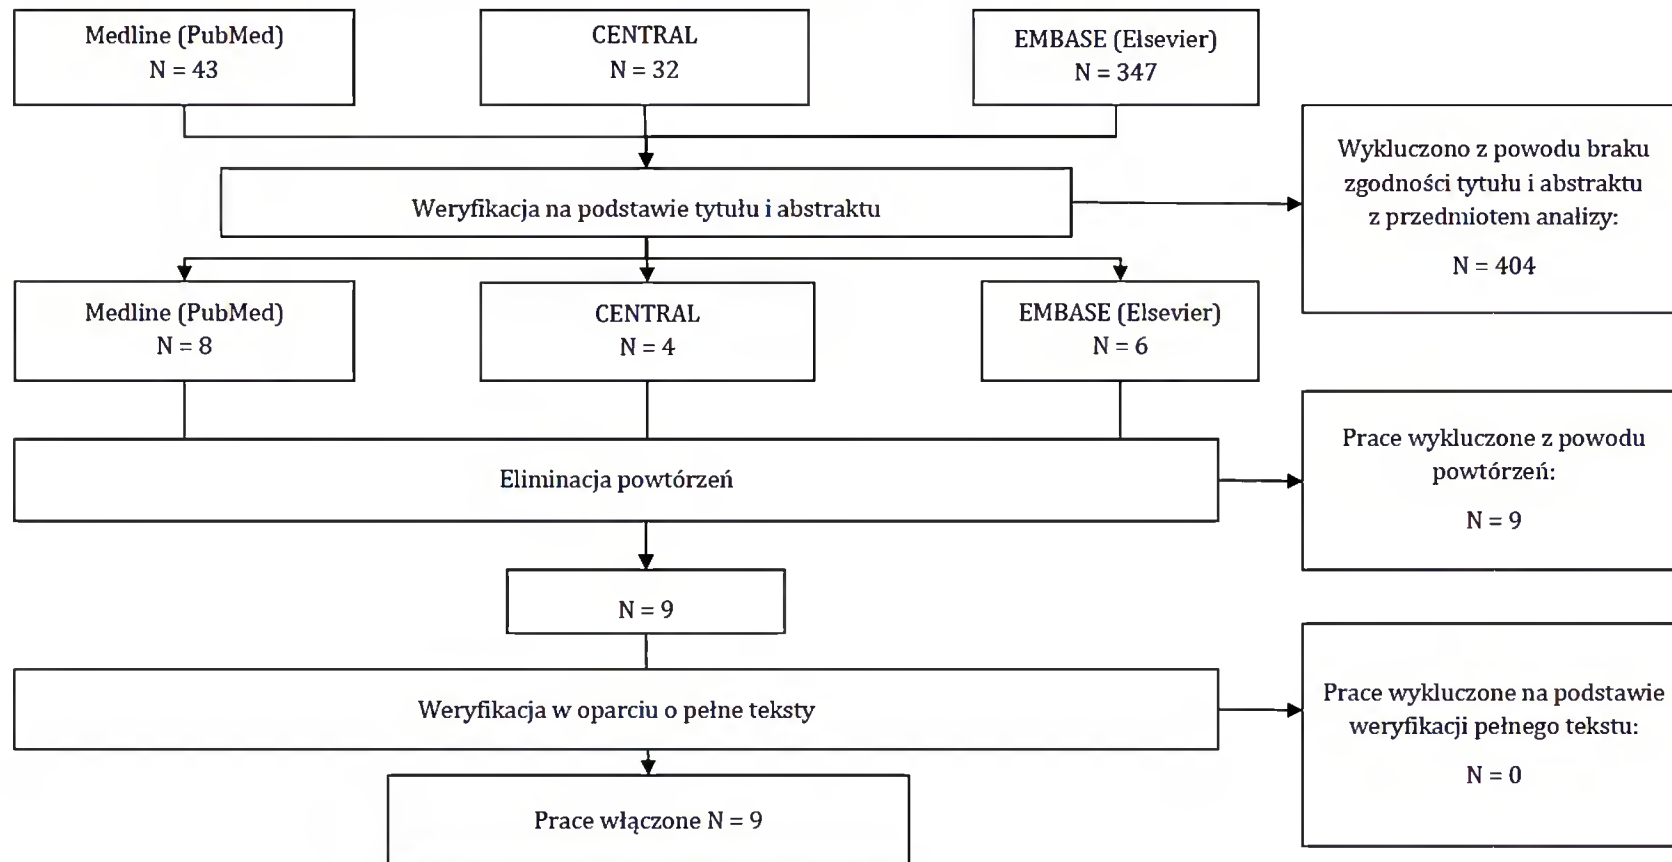 Medline (PubMed)
N = 43
CENTRAL
N = 32
EMBASE (Elsevier)
N = 347
Wykluczono z powodu braku
zgodności tytułu i abstraktu
z przedmiotem analizy:
N = 404
Weryfikacja na podstawie tytułu i abstraktu
Medline (PubMed)
N = 8
CENTRAL
N = 4
EMBASE (Elsevier)
N = 6
Eliminacja powtórzeń
Prace wykluczone z powodu
powtórzeń:
N = 9
N = 9
Weryfikacja w oparciu o pełne teksty
Prace wykluczone na podstawie
weryfikacji pełnego tekstu:
N = 0
Prace włączone N = 9